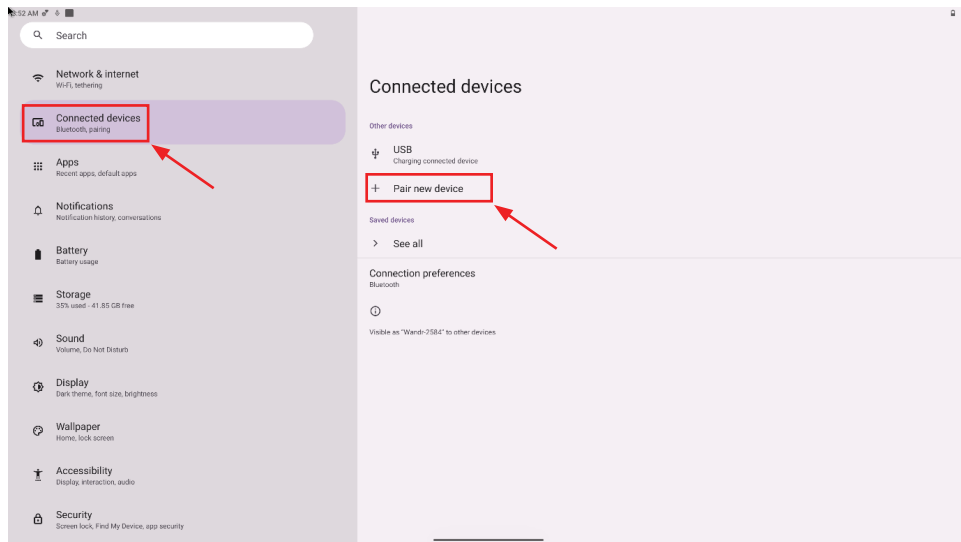 :52 AM
Search
Network & internet
Wi-Fi, tethering
Connected devices
Bluetooth, pairing
Apps
Recent apps, default apps
Notifications
Notification history, conversations
Battery
Battery usage
Storage
35% used - 41.85 GB free
Sound
Volume, Do Not Disturb
Display
Dark theme, font size, brightness
Wallpaper
Home, lock screen
Accessibility
Display, interaction, audio
Security
Screen lock, Find My Device, app security
Connected devices
Other devices
USB
Charging connected device
Pair new device
Saved devices
See all
Connection preferences
Bluetooth
Visible as "Wandr-2584" to other devices